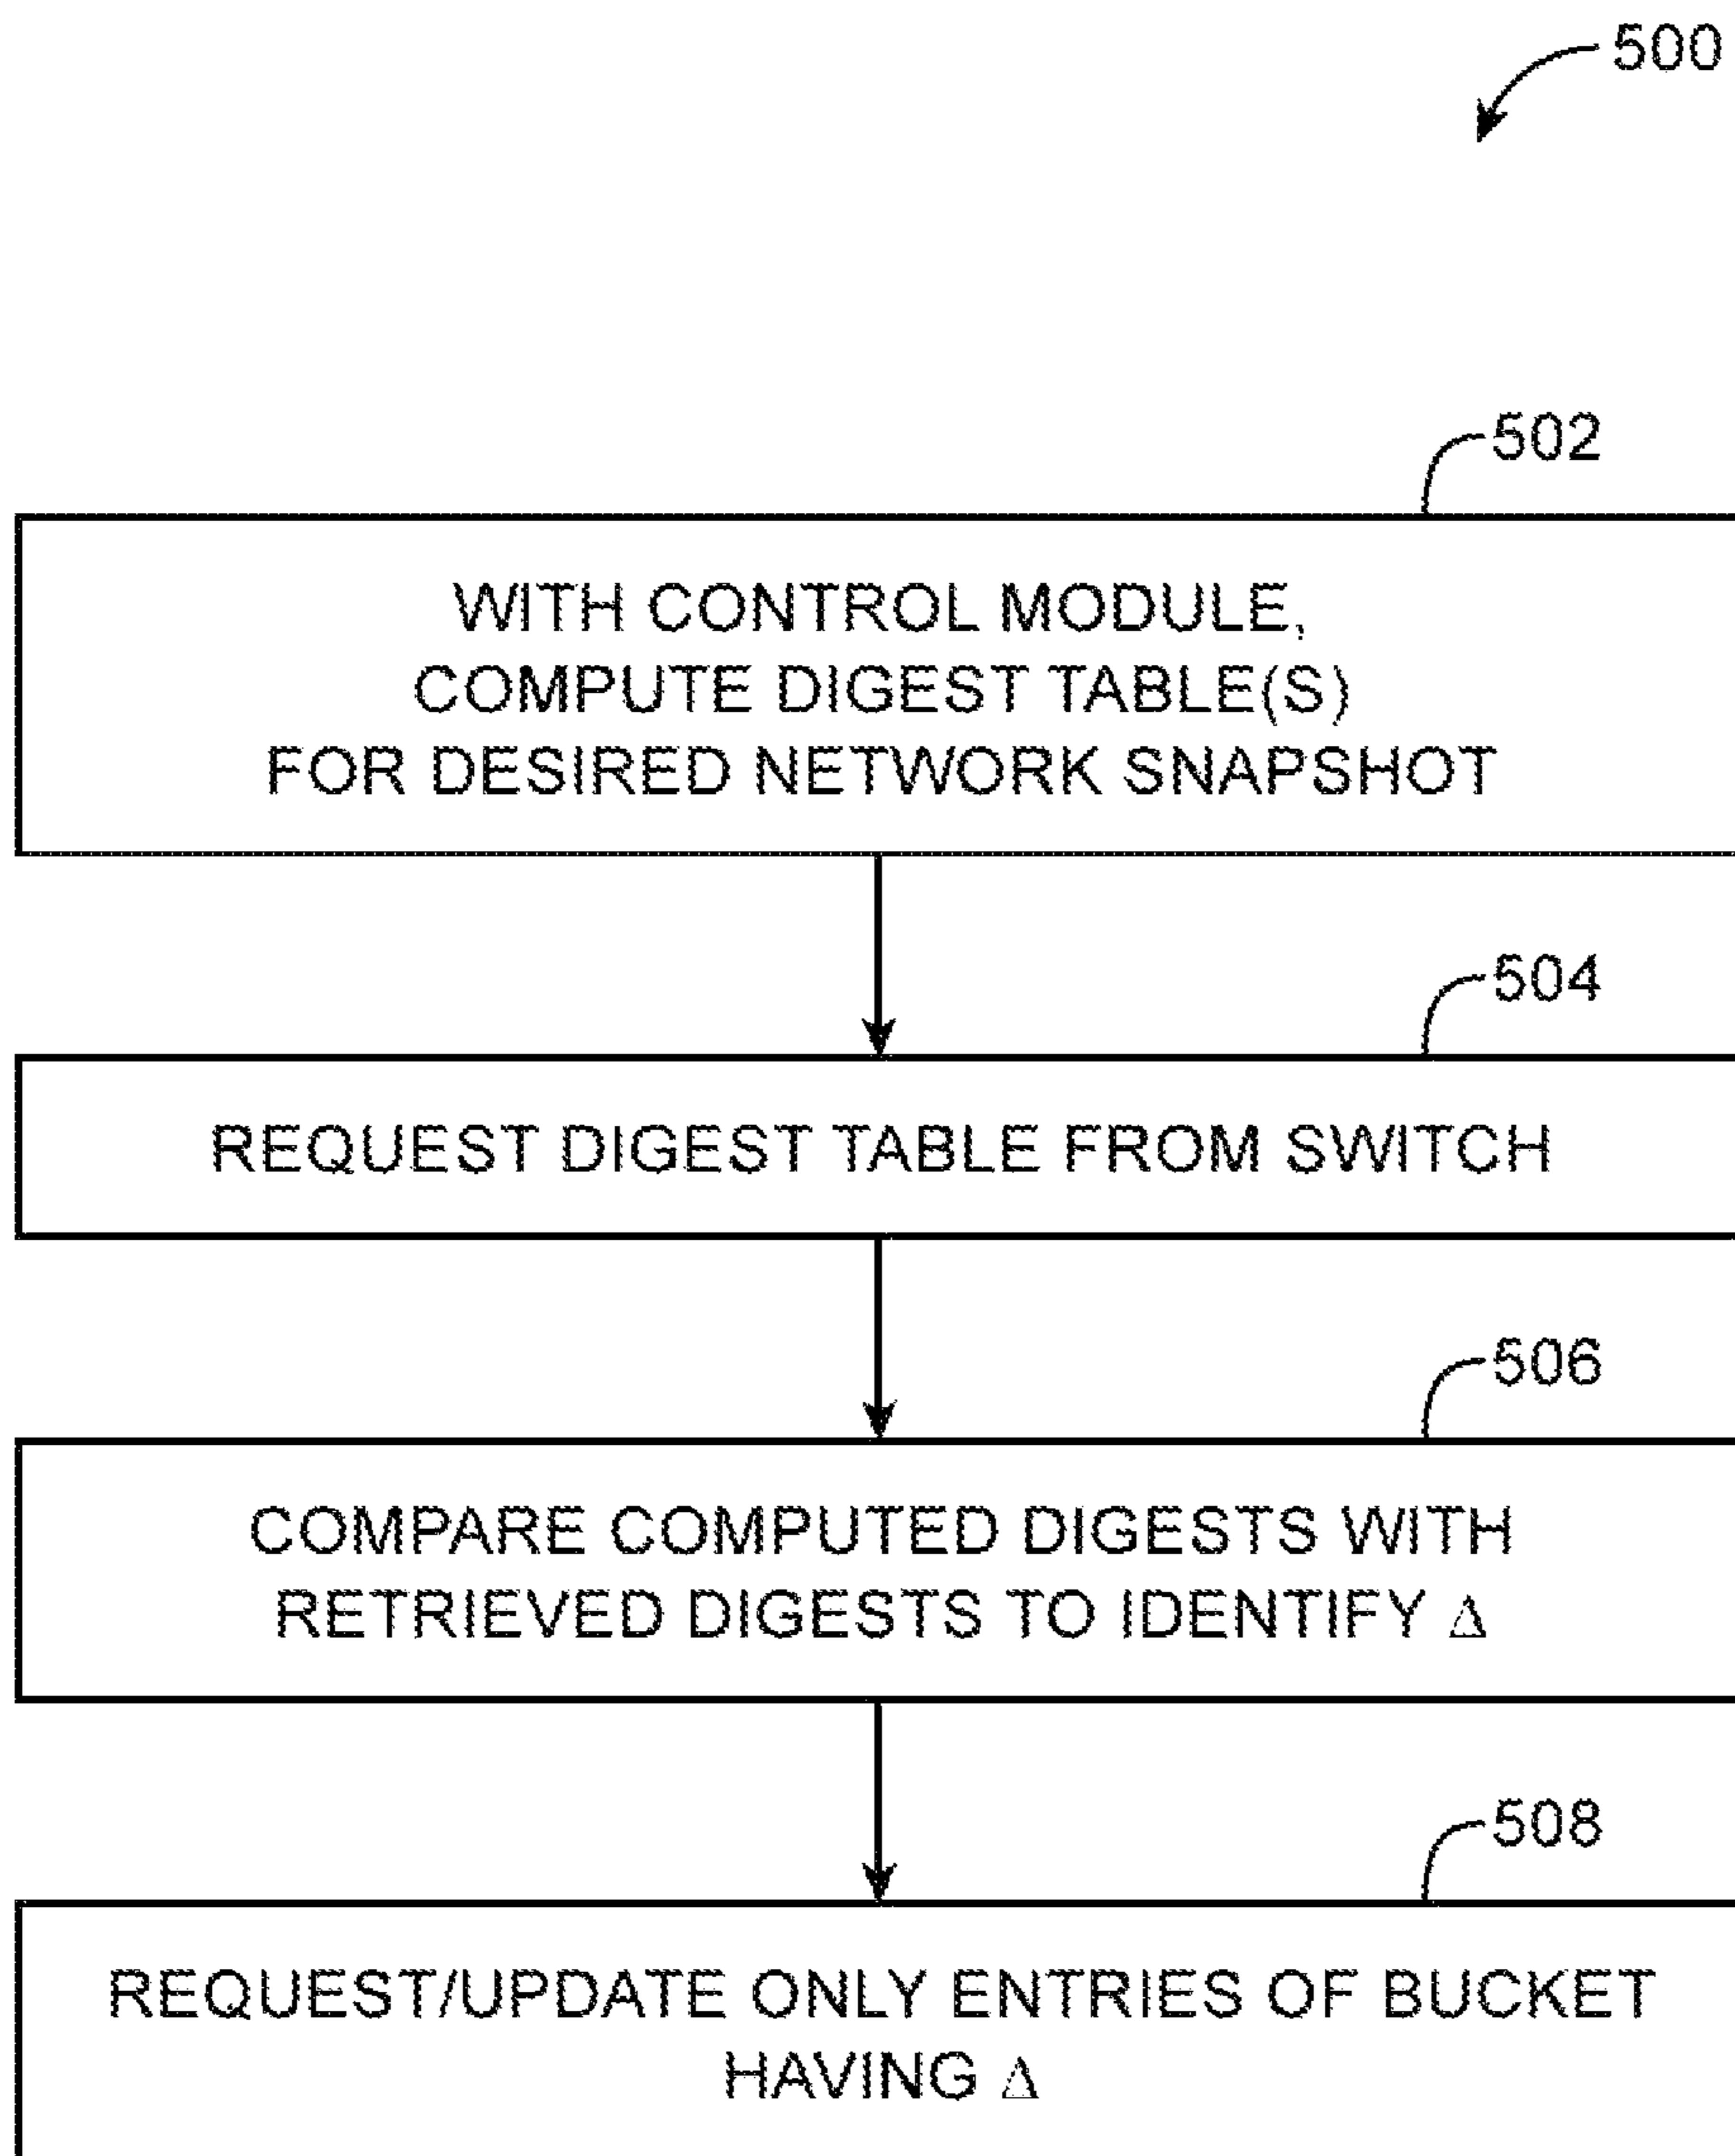 500
502
WITH CONTROL MODULE,
COMPUTE DIGEST TABLE(S)
FOR DESIRED NETWORK SNAPSHOT
504
REQUEST DIGEST TABLE FROM SWITCH
506
COMPARE COMPUTED DIGESTS WITH
RETRIEVED DIGESTS TO IDENTIFY Δ
508
REQUEST/UPDATE ONLY ENTRIES OF BUCKET
HAVING Δ